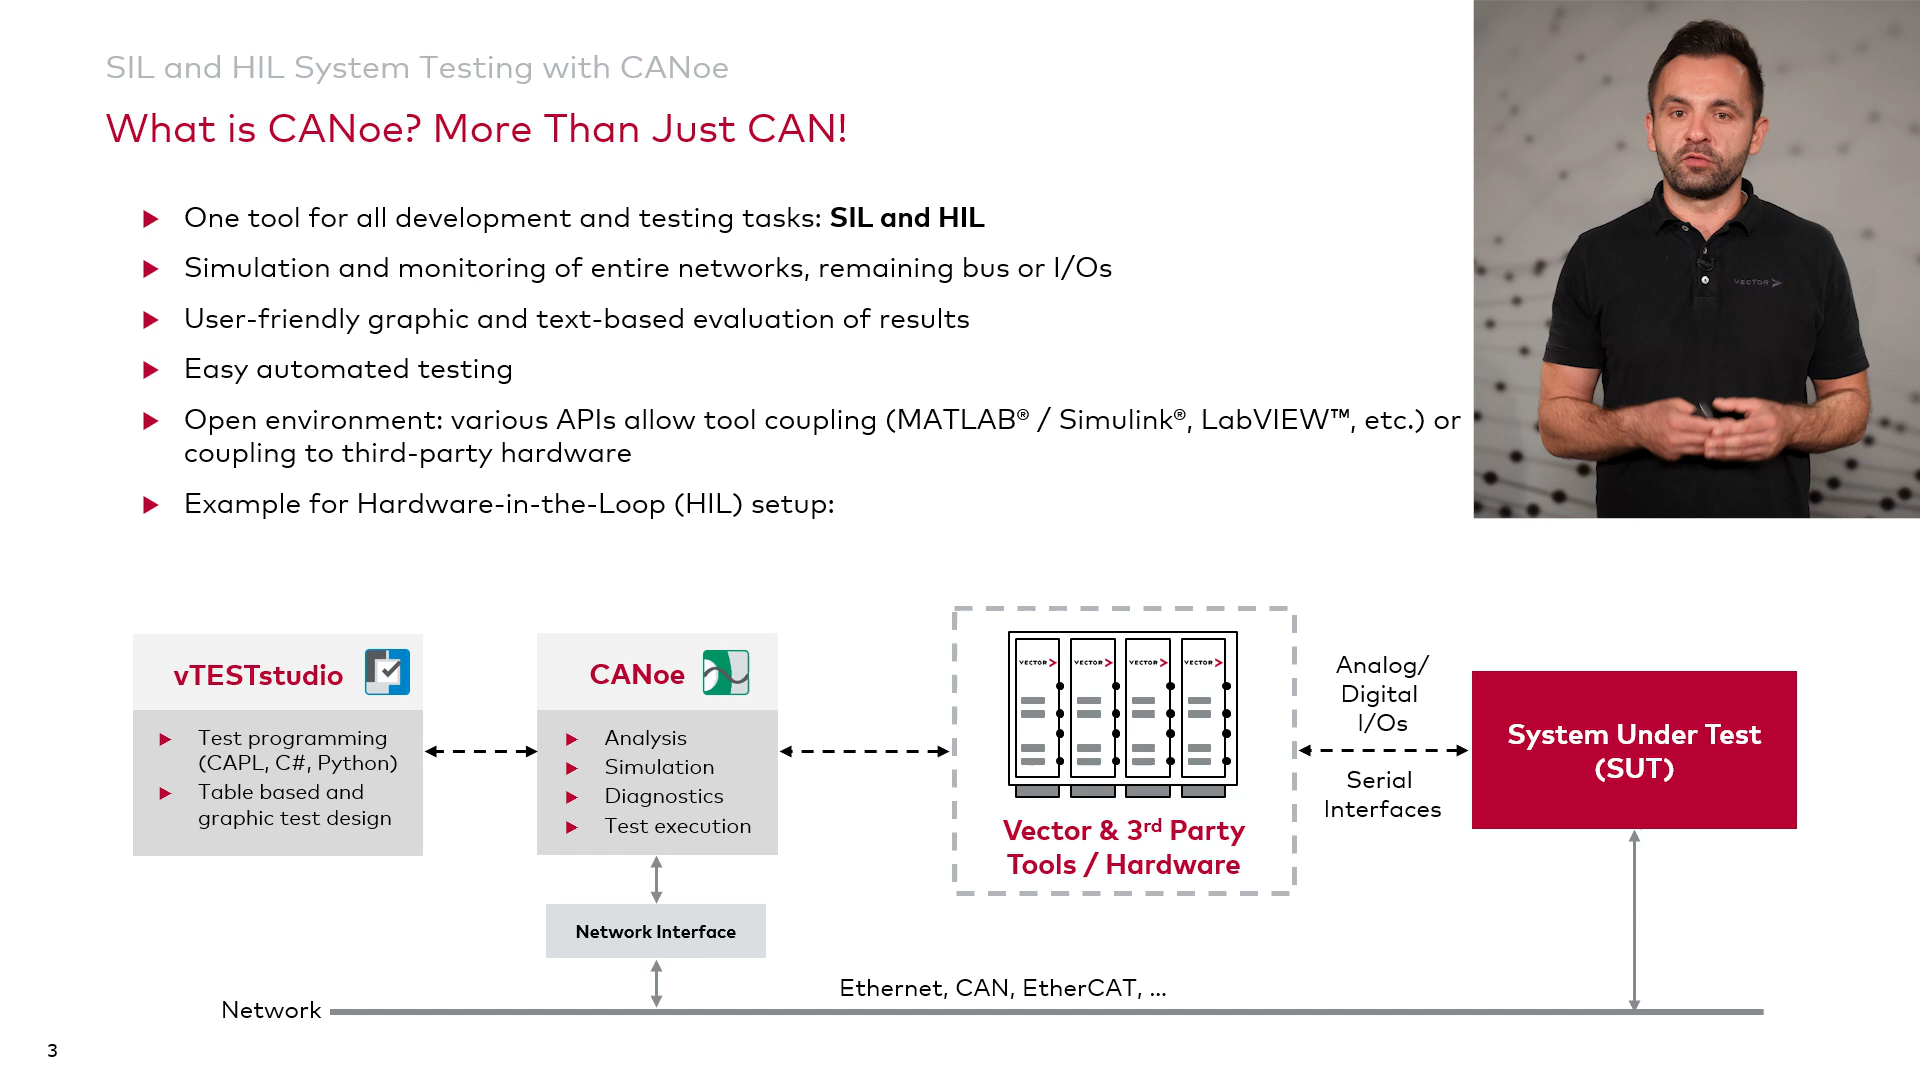 SIL and HIL System Testing with CANoe
What is CANoe? More Than Just CAN!
One tool for all development and testing tasks: SIL and HIL
Simulation and monitoring of entire networks, remaining bus or I/Os
User-friendly graphic and text-based evaluation of results
Easy automated testing
Open environment: various APIs allow tool coupling (MATLAB® / Simulink®, LabVIEW™, etc.) or
coupling to third-party hardware
Example for Hardware-in-the-Loop (HIL) setup:
VECTOR
vTESTstudio
Test programming
(CAPL, C#, Python)
Table based and
graphic test design
CANoe
Analysis
Simulation
Diagnostics
Test execution
Network Interface
VECTOR
VECTOR
VECTOR
VECTOR
Vector & 3rd Party
Tools / Hardware
Analog/
Digital
I/Os
Serial
Interfaces
System Under Test
(SUT)
Ethernet, CAN, EtherCAT, ...
Network
3